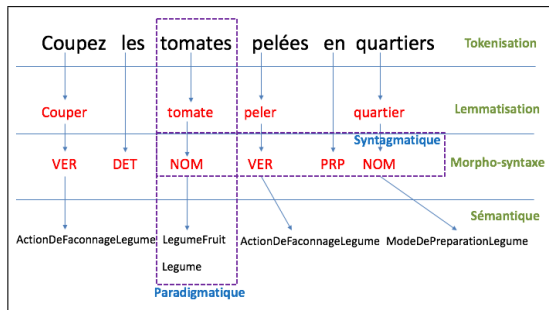 Coupez les tomates pelées en quartiers Tokenisation
Couper tomate peler quartier Lemmatisation
Syntagmatique
VER DET NOM VER PRP NOM Morpho-syntaxe
Sémantique
ActionDeFaconnageLegume LegumeFruit ActionDeFaconnageLegume ModeDePreparationLegume
Legume
Paradigmatique